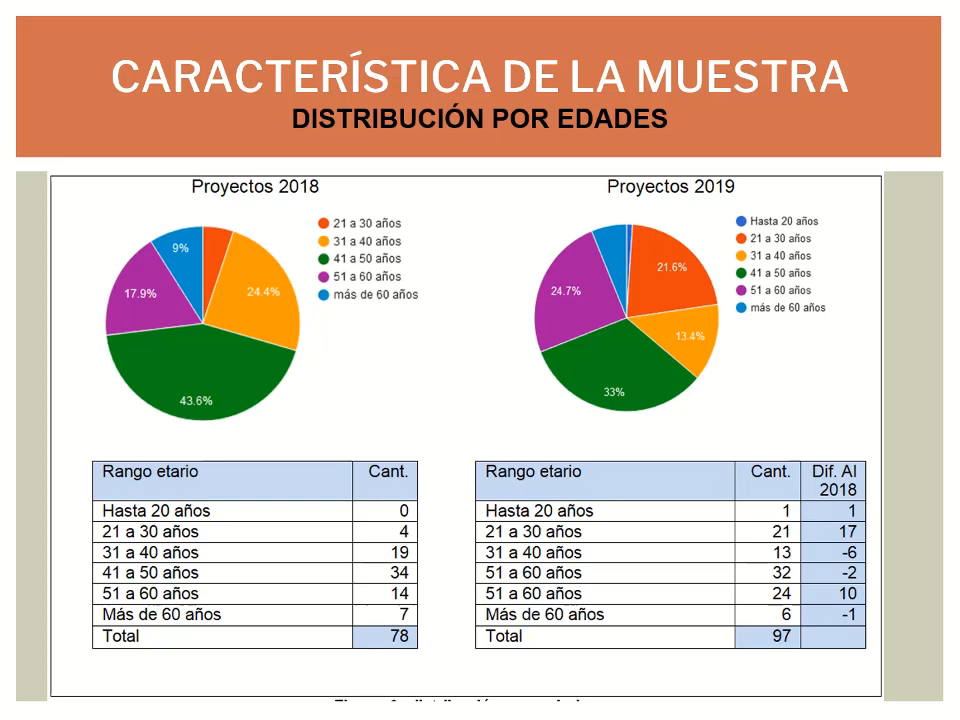 CARACTERÍSTICA DE LA MUESTRA
DISTRIBUCIÓN POR EDADES
Proyectos 2018
21 a 30 años
31 a 40 años
41 a 50 años
51 a 60 años
más de 60 años
9%
24.4%
17.9%
43.6%
Proyectos 2019
Hasta 20 años
21 a 30 años
31 a 40 años
41 a 50 años
51 a 60 años
más de 60 años
21.6%
24.7%
13.4%
33%
Rango etario Cant.
Hasta 20 años 0
21 a 30 años 4
31 a 40 años 19
41 a 50 años 34
51 a 60 años 14
Más de 60 años 7
Total 78
Rango etario Cant. Dif. Al
2018
Hasta 20 años 1 1
21 a 30 años 21 17
31 a 40 años 13 -6
51 a 60 años 32 -2
51 a 60 años 24 10
Más de 60 años 6 -1
Total 97